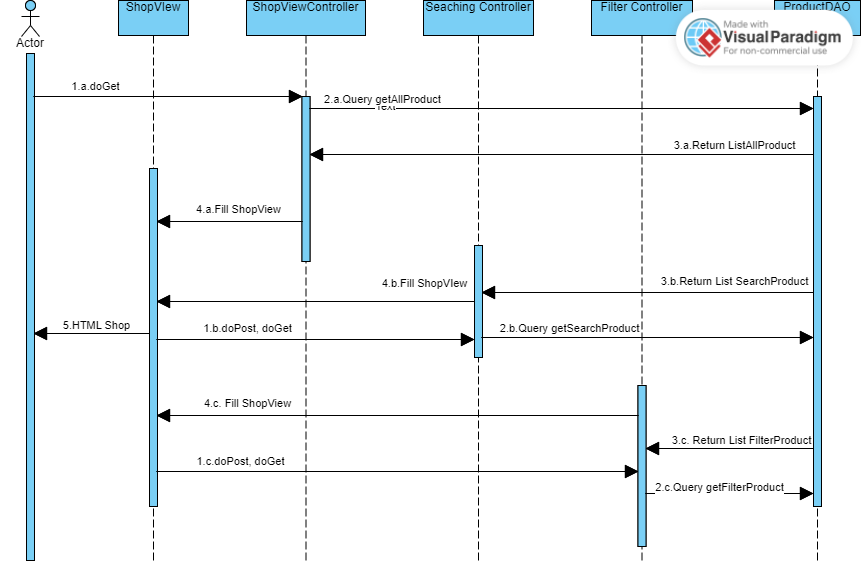 ShopVIew
ShopViewController
Seaching Controller
Filter Controller
ProductDAO
Made with
VisualParadigm
For non-commercial use
Actor
1.a.doGet
2.a.Query getAllProduct
3.a.Return ListAllProduct
4.a.Fill ShopView
4.b.Fill ShopVIew
3.b.Return List SearchProduct
5.HTML Shop
1.b.doPost, doGet
2.b.Query getSearchProduct
4.c. Fill ShopView
3.c. Return List FilterProduct
1.c.doPost, doGet
2.c.Query getFilterProduct